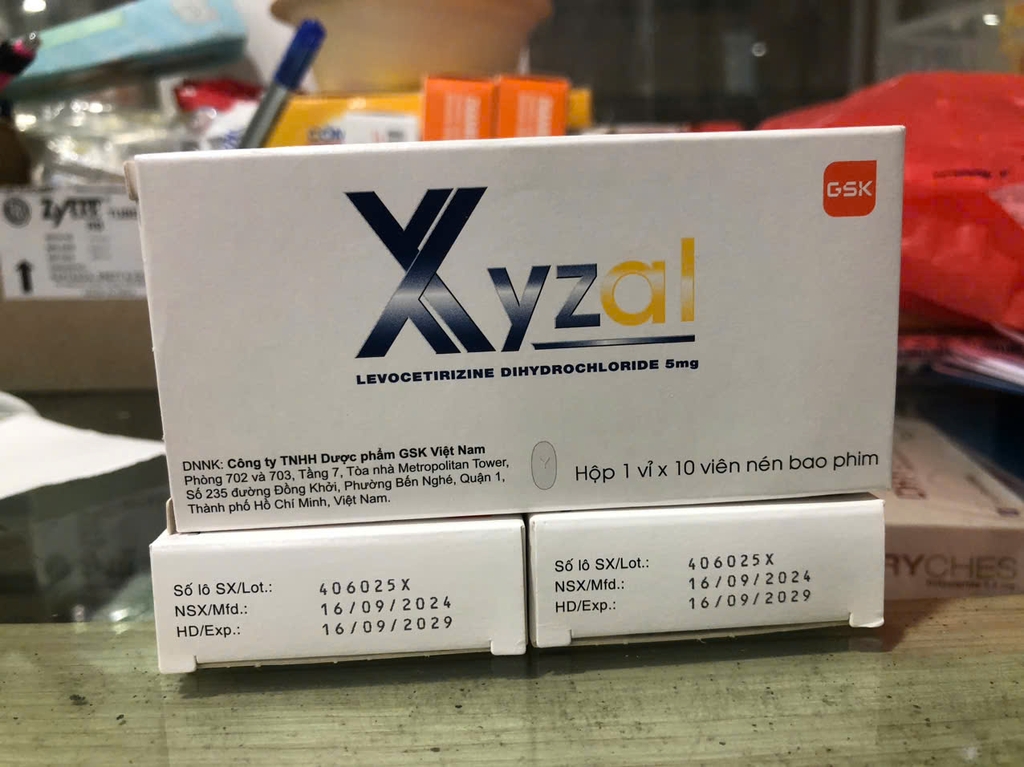 Zytit
TUBE
GSK
Xyzal
LEVOCETIRIZINE DIHYDROCHLORIDE 5mg
DNNK: Công ty TNHH Dược phẩm GSK Việt Nam
Phòng 702 và 703, Tầng 7, Tòa nhà Metropolitan Tower,
Số 235 đường Đồng Khởi, Phường Bến Nghé, Quận 1,
Thành phố Hồ Chí Minh, Việt Nam.
Hộp 1 vỉ x 10 viên nén bao phim
Số lô SX/Lot.: 406025X
NSX/Mfd.: 16/09/2024
HD/Exp.: 16/09/2029
Số lô SX/Lot.: 406025X
NSX/Mfd.: 16/09/2024
HD/Exp.: 16/09/2029
RYCHES